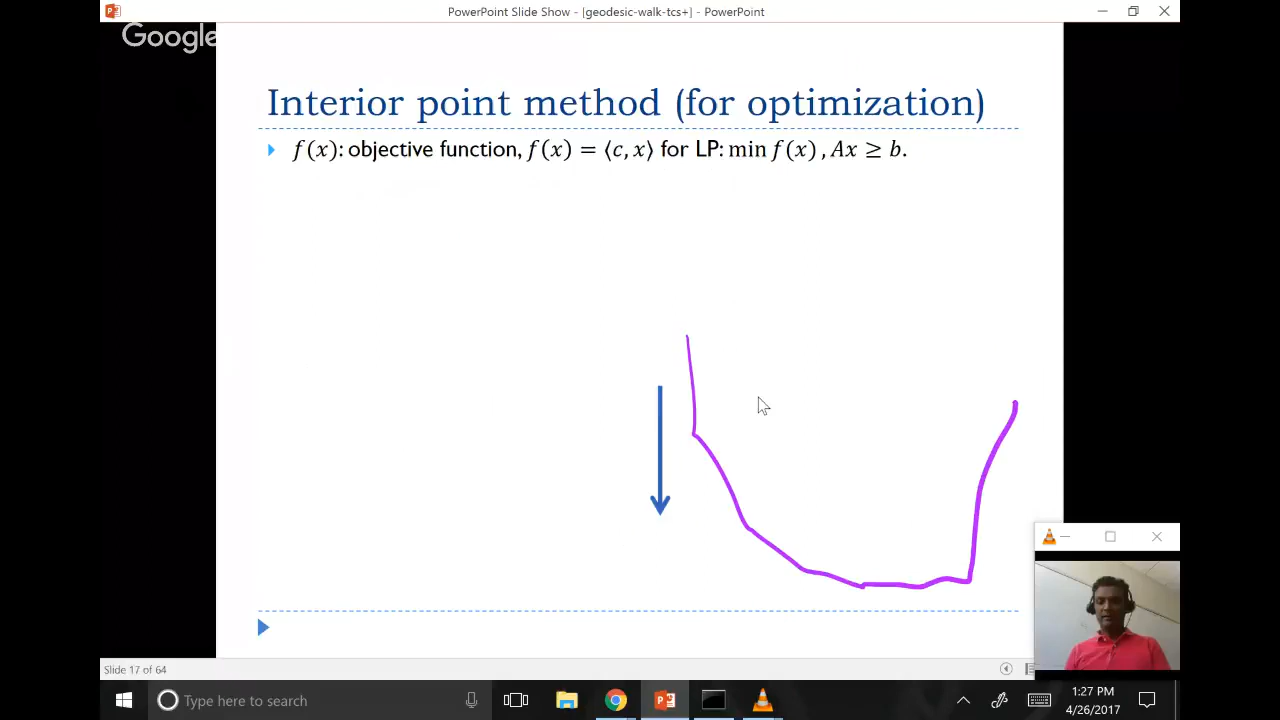 PowerPoint Slide Show - [geodesic-walk-tcs+] - PowerPoint
Google
Interior point method (for optimization)
f(x): objective function, f(x) = ⟨c, x⟩ for LP: min f(x) , Ax ≥ b.
Slide 17 of 64
Type here to search
1:27 PM
4/26/2017